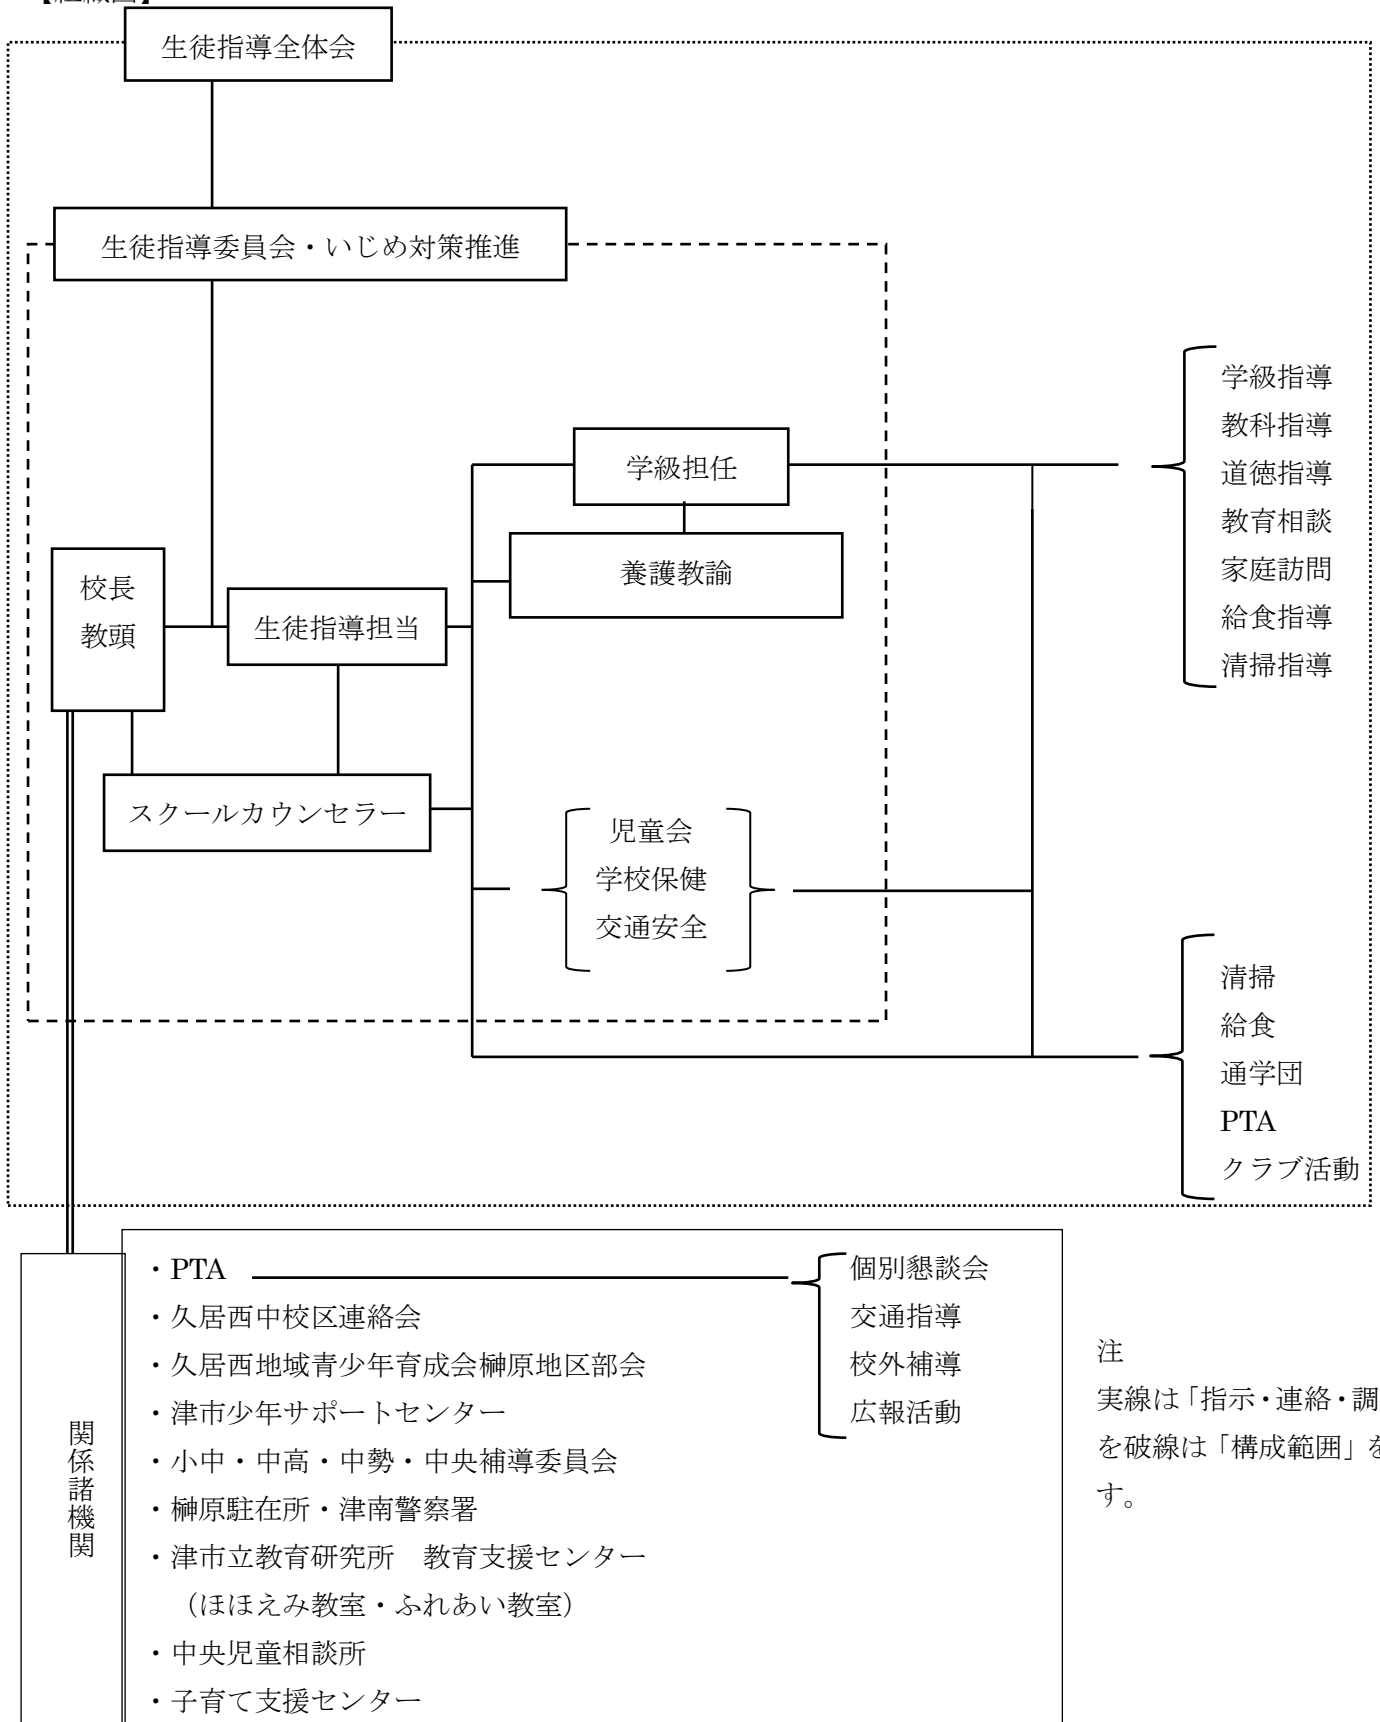 【組織図】
生徒指導全体会
生徒指導委員会・いじめ対策推進
学級指導
教科指導
道徳指導
教育相談
家庭訪問
給食指導
清掃指導
学級担任
養護教諭
校長
教頭
生徒指導担当
スクールカウンセラー
児童会
学校保健
交通安全
清掃
給食
通学団
PTA
クラブ活動
関係諸機関
・PTA
・久居西中校区連絡会
・久居西地域青少年育成会榊原地区部会
・津市少年サポートセンター
・小中・中高・中勢・中央補導委員会
・榊原駐在所・津南警察署
・津市立教育研究所 教育支援センター
（ほほえみ教室・ふれあい教室）
・中央児童相談所
・子育て支援センター
個別懇談会
交通指導
校外補導
広報活動
注
実線は「指示・連絡・調
を破線は「構成範囲」を
す。